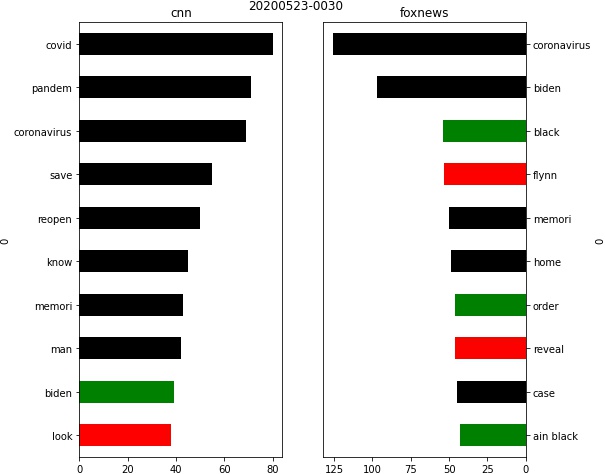 20200523-0030
cnn
foxnews
covid
pandem
coronavirus
save
reopen
know
memori
man
biden
look
0 20 40 60 80
0
coronavirus
biden
black
flynn
memori
home
order
reveal
case
ain black
125 100 75 50 25 0
0